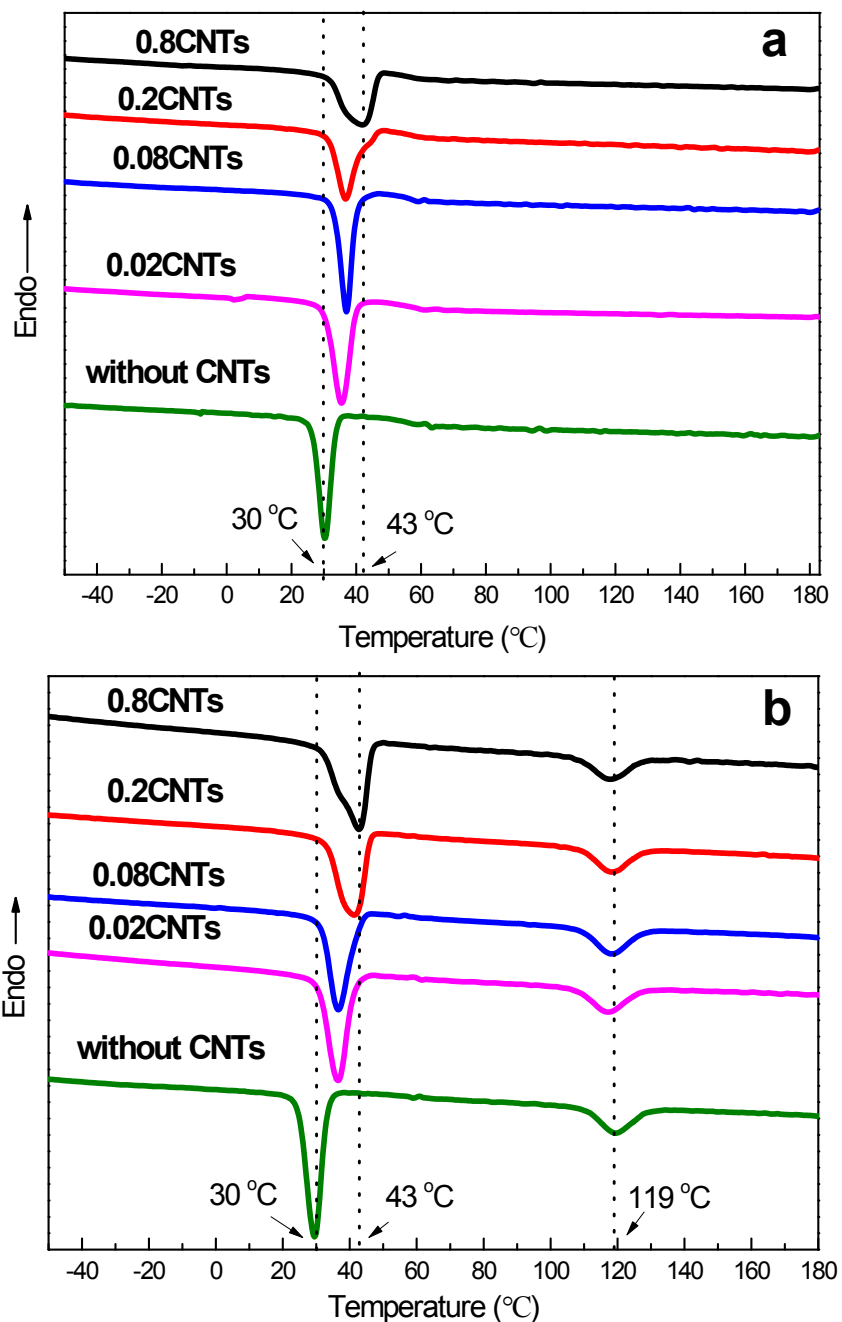 a
0.8CNTs
0.2CNTs
0.08CNTs
0.02CNTs
without CNTs
Endo
30 °C
43 °C
-40 -20 0 20 40 60 80 100 120 140 160 180
Temperature (℃)
b
0.8CNTs
0.2CNTs
0.08CNTs
0.02CNTs
without CNTs
Endo
30 °C
43 °C
119 °C
-40 -20 0 20 40 60 80 100 120 140 160 180
Temperature (℃)